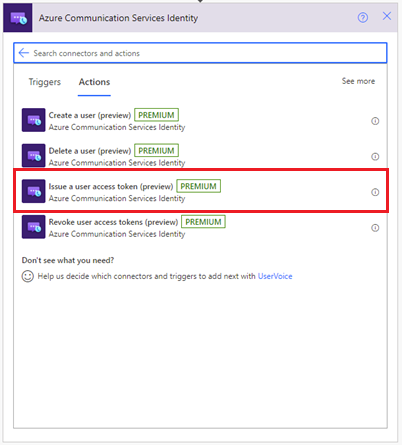 Azure Communication Services Identity
Search connectors and actions
Triggers Actions See more
Create a user (preview) PREMIUM
Azure Communication Services Identity
Delete a user (preview) PREMIUM
Azure Communication Services Identity
Issue a user access token (preview) PREMIUM
Azure Communication Services Identity
Revoke user access tokens (preview) PREMIUM
Azure Communication Services Identity
Don't see what you need?
Help us decide which connectors and triggers to add next with UserVoice